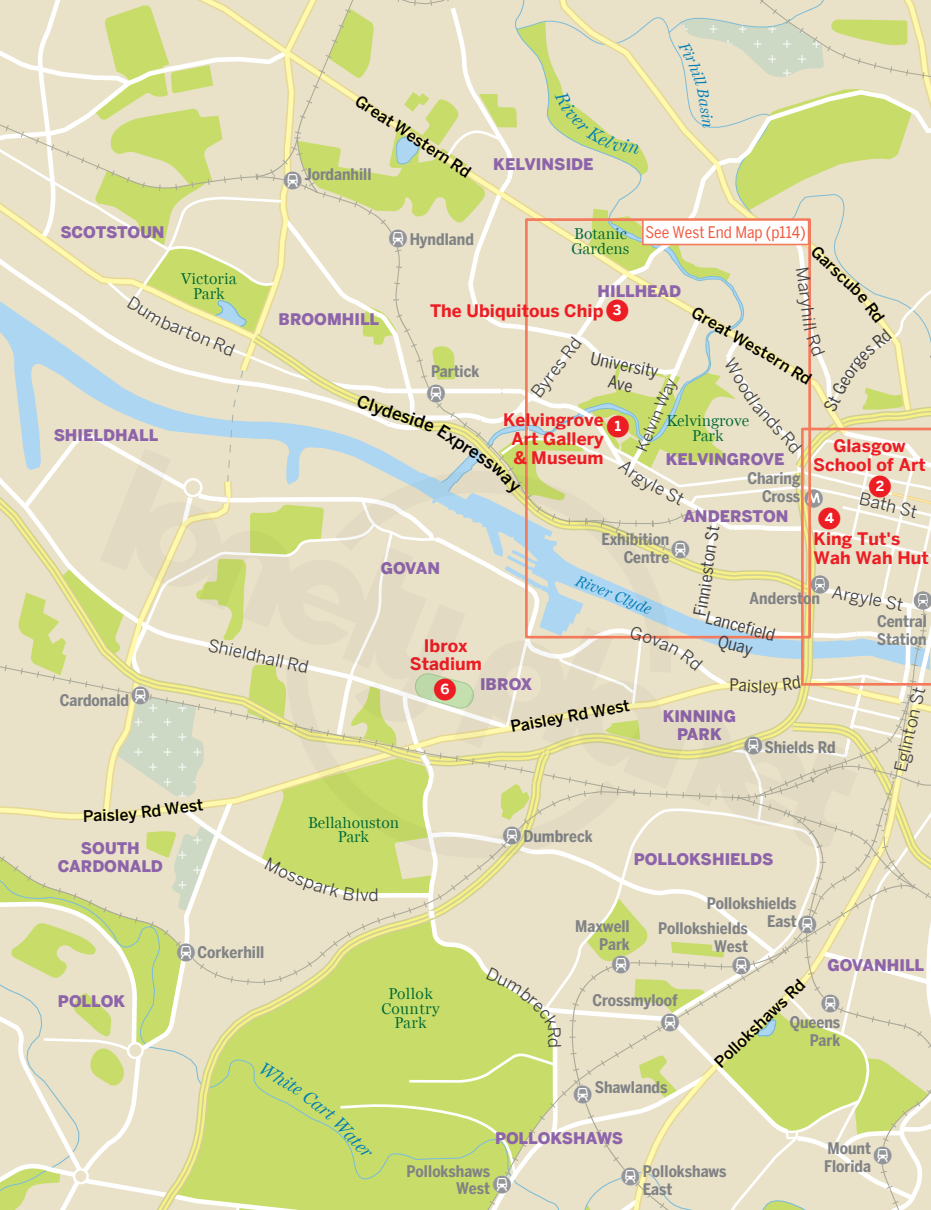 Firhill Basin
River Kelvin
Great Western Rd
KELVINSIDE
Jordanhill
SCOTSTOUN
Hyndland
Botanic
Gardens
See West End Map (p114)
Garscube Rd
Victoria
Park
Maryhill Rd
HILLHEAD
Dumbarton Rd
BROOMHILL
The Ubiquitous Chip 3
Great Western Rd
St Georges Rd
Byres Rd
University
Ave
Woodlands Rd
Partick
Kelvin Way
Clydeside Expressway
Kelvingrove
Art Gallery
& Museum
1
Kelvingrove
Park
SHIELDHALL
KELVINGROVE
Glasgow
School of Art
2
Argyle St
Charing
Cross
M
Bath St
ANDERSTON
4
King Tut's
Wah Wah Hut
Exhibition
Centre
Finnieston St
GOVAN
River Clyde
Anderston
Argyle St
Central
Station
Lancefield
Quay
Shieldhall Rd
Govan Rd
Ibrox
Stadium
6
IBROX
Paisley Rd
Cardonald
Paisley Rd West
KINNING
PARK
Eglinton St
Shields Rd
Paisley Rd West
Bellahouston
Park
Dumbreck
SOUTH
CARDONALD
POLLOKSHIELDS
Mosspark Blvd
Pollokshields
East
Maxwell
Park
Pollokshields
West
Corkerhill
GOVANHILL
POLLOK
Pollok
Country
Park
Dumbreck Rd
Crossmyloof
Pollokshaws Rd
Queens
Park
White Cart Water
Shawlands
POLLOKSHAWS
Mount
Florida
Pollokshaws
West
Pollokshaws
East
lonely planet